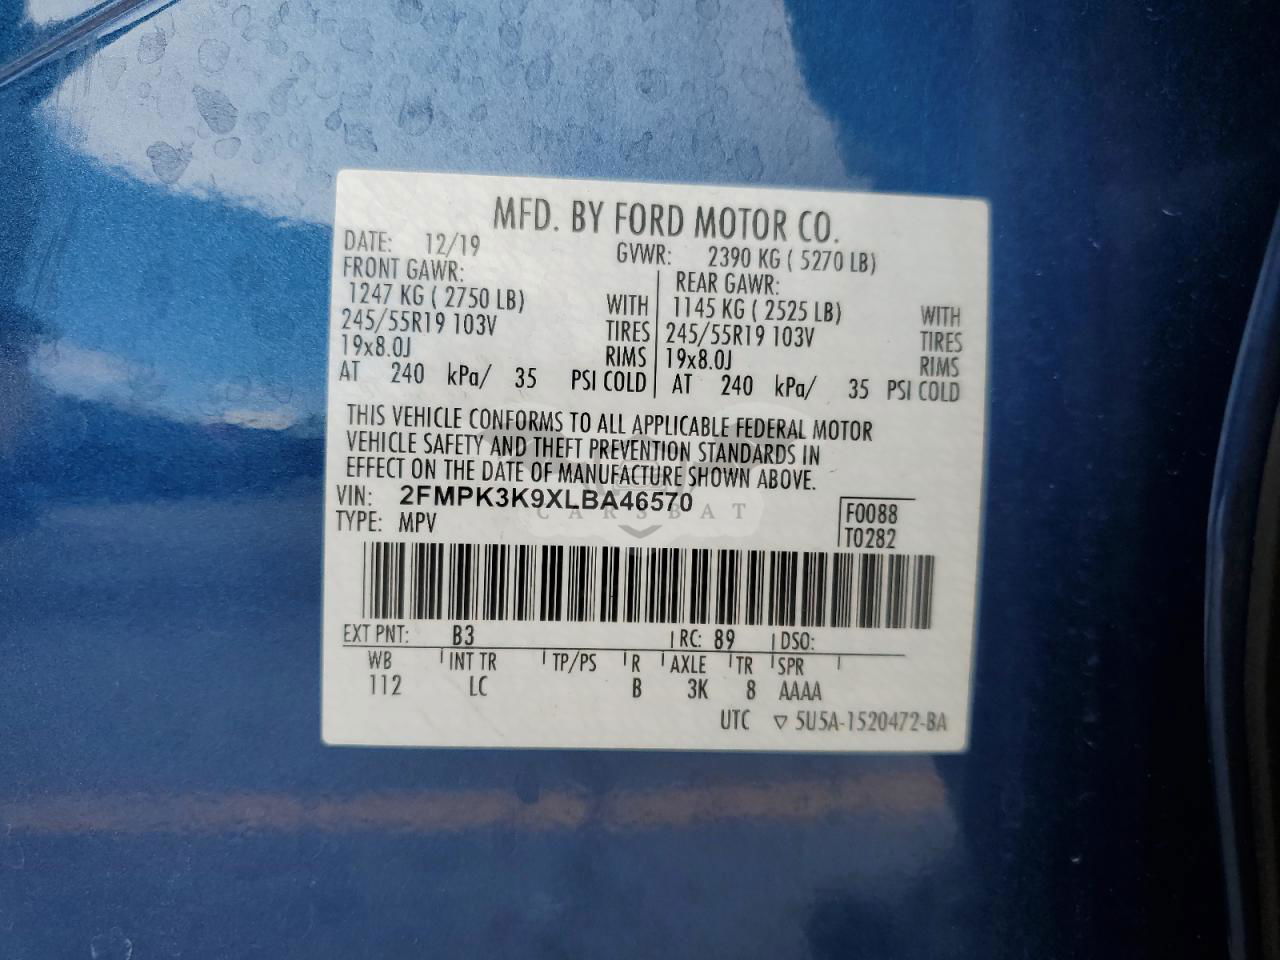 MFD. BY FORD MOTOR CO.
DATE: 12/19 GVWR: 2390 KG ( 5270 LB)
FRONT GAWR: REAR GAWR:
1247 KG ( 2750 LB) WITH 1145 KG ( 2525 LB) WITH
245/55R19 103V TIRES 245/55R19 103V TIRES
19x8.0J RIMS 19x8.0J RIMS
AT 240 kPa/ 35 PSI COLD AT 240 kPa/ 35 PSI COLD
THIS VEHICLE CONFORMS TO ALL APPLICABLE FEDERAL MOTOR
VEHICLE SAFETY AND THEFT PREVENTION STANDARDS IN
EFFECT ON THE DATE OF MANUFACTURE SHOWN ABOVE.
VIN: 2FMPK3K9XLBA46570
CARSBAT
TYPE: MPV
F0088
T0282
EXT PNT: B3 RC: 89 DSO:
WB INT TR TP/PS R AXLE TR SPR
112 LC B 3K 8 AAAA
UTC ▽ 5U5A-1520472-BA